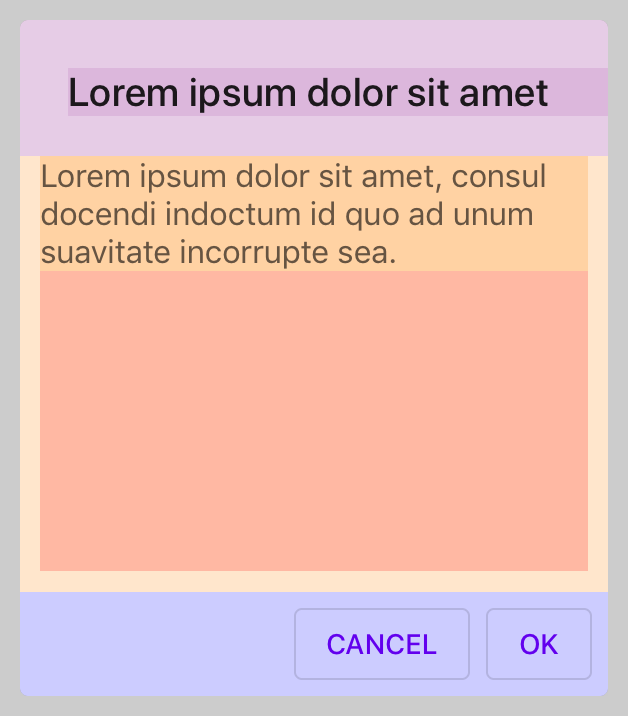 Lorem ipsum dolor sit amet
Lorem ipsum dolor sit amet, consul
docendi indoctum id quo ad unum
suavitate incorrupte sea.
CANCEL
OK